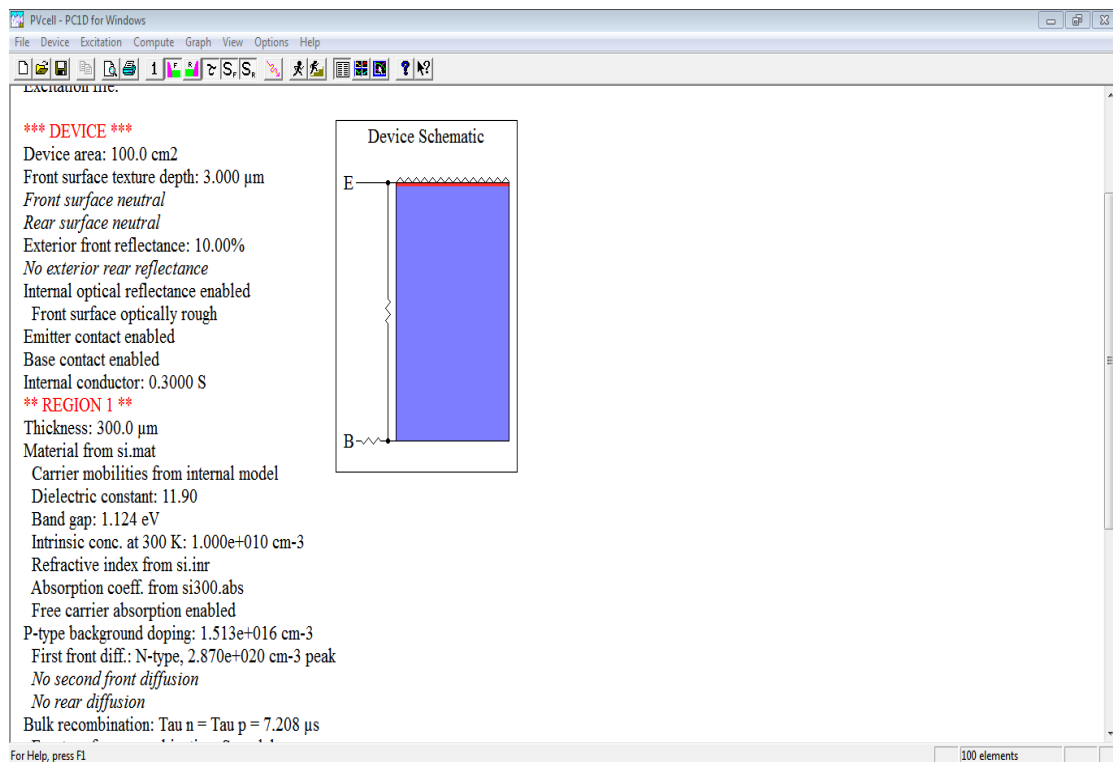 PVcell - PC1D for Windows
File Device Excitation Compute Graph View Options Help
1 F R τ SF SR ? ?
Excitation file:
*** DEVICE ***
Device area: 100.0 cm2
Front surface texture depth: 3.000 µm
Front surface neutral
Rear surface neutral
Exterior front reflectance: 10.00%
No exterior rear reflectance
Internal optical reflectance enabled
Front surface optically rough
Emitter contact enabled
Base contact enabled
Internal conductor: 0.3000 S
** REGION 1 **
Thickness: 300.0 µm
Material from si.mat
Carrier mobilities from internal model
Dielectric constant: 11.90
Band gap: 1.124 eV
Intrinsic conc. at 300 K: 1.000e+010 cm-3
Refractive index from si.inr
Absorption coeff. from si300.abs
Free carrier absorption enabled
P-type background doping: 1.513e+016 cm-3
First front diff.: N-type, 2.870e+020 cm-3 peak
No second front diffusion
No rear diffusion
Bulk recombination: Tau n = Tau p = 7.208 µs
Device Schematic
E
B
For Help, press F1
100 elements